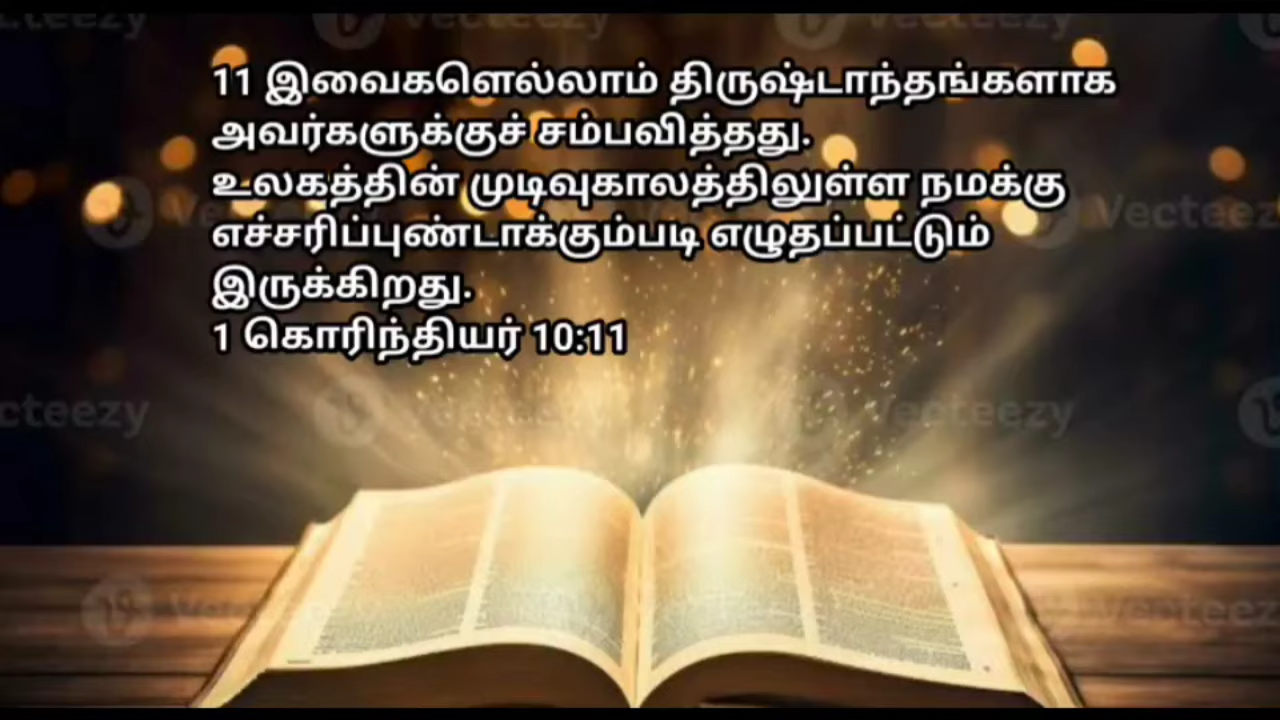 11 இவைகளெல்லாம் திருஷ்டாந்தங்களாக
அவர்களுக்குச் சம்பவித்தது.
உலகத்தின் முடிவுகாலத்திலுள்ள நமக்கு
எச்சரிப்புண்டாக்கும்படி எழுதப்பட்டும்
இருக்கிறது.
1 கொரிந்தியர் 10:11
Vecteezy